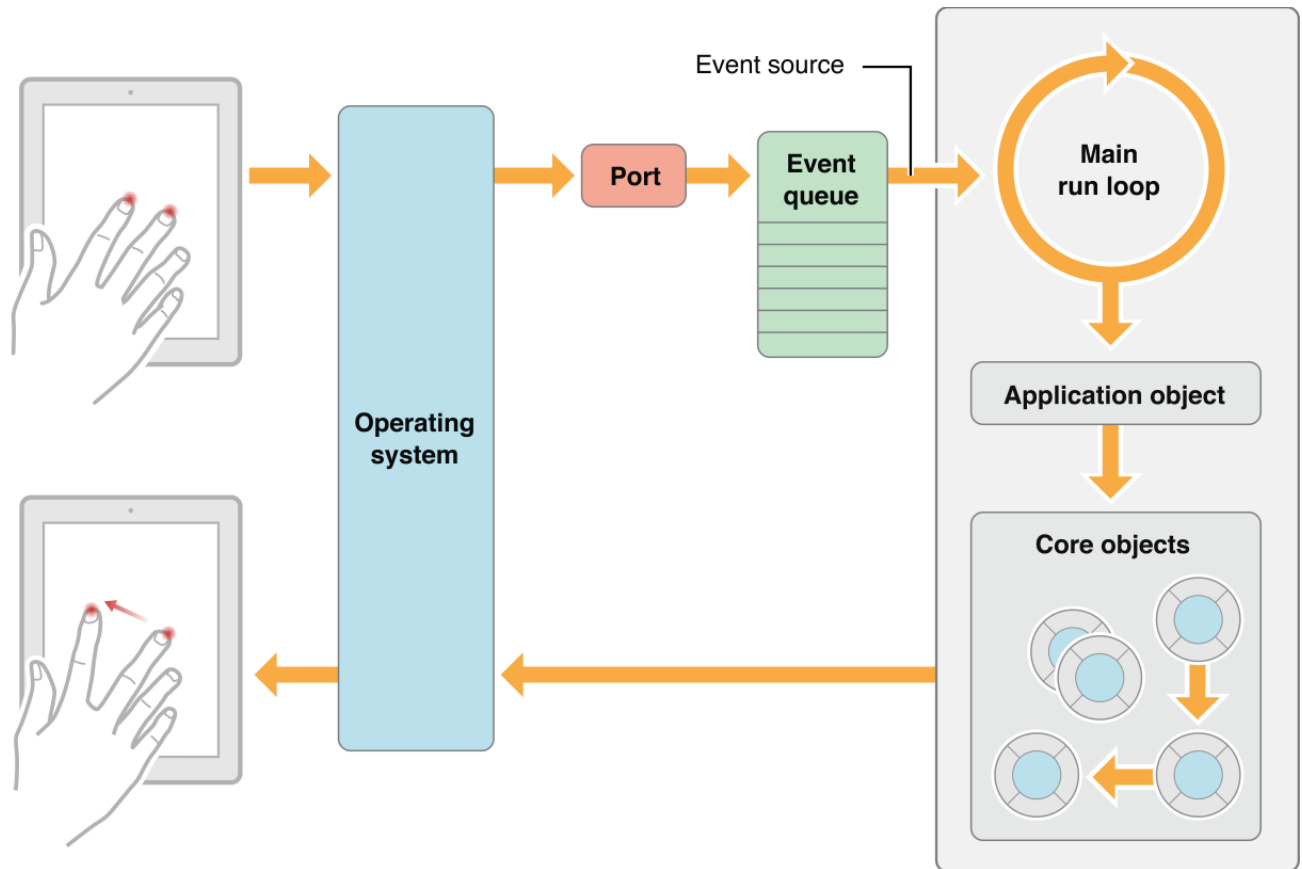 Event source
Port
Event
queue
Main
run loop
Operating
system
Application object
Core objects